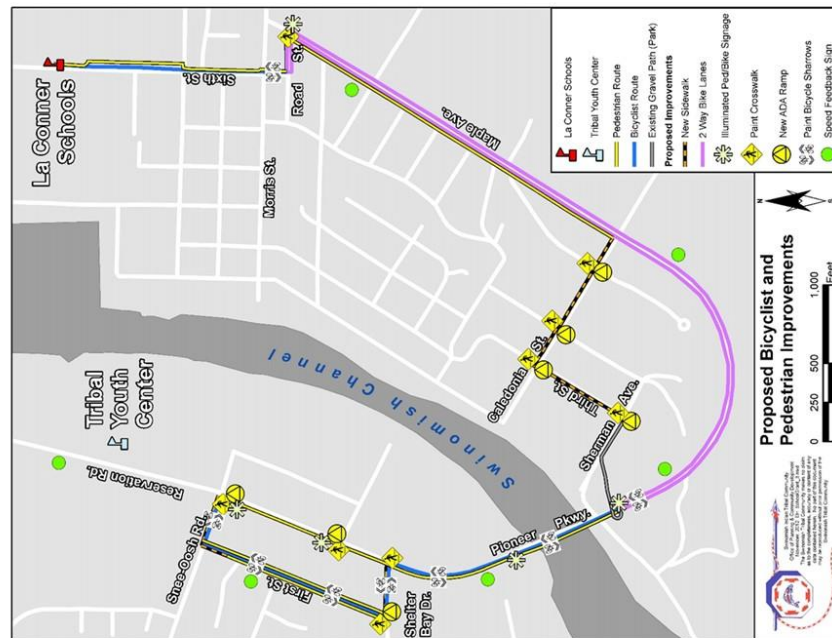 La Conner
Schools
Sixth St.
Road St.
Morris St.
Maple Ave.
Swinomish Channel
Tribal
Youth
Center
Reservation Rd.
Snee-Oosh Rd.
First St.
Shelter
Bay Dr.
Pioneer Pkwy.
Caledonia St.
Third St.
Sherman Ave.
La Conner Schools
Tribal Youth Center
Pedestrian Route
Bicyclist Route
Existing Gravel Path (Park)
Proposed Improvements
New Sidewalk
2 Way Bike Lanes
Illuminated Ped/Bike Signage
Paint Crosswalk
New ADA Ramp
Paint Bicycle Sharrows
Speed Feedback Sign
N
S
Proposed Bicyclist and
Pedestrian Improvements
0 250 500 1,000
Feet
Swinomish Indian Tribal Community